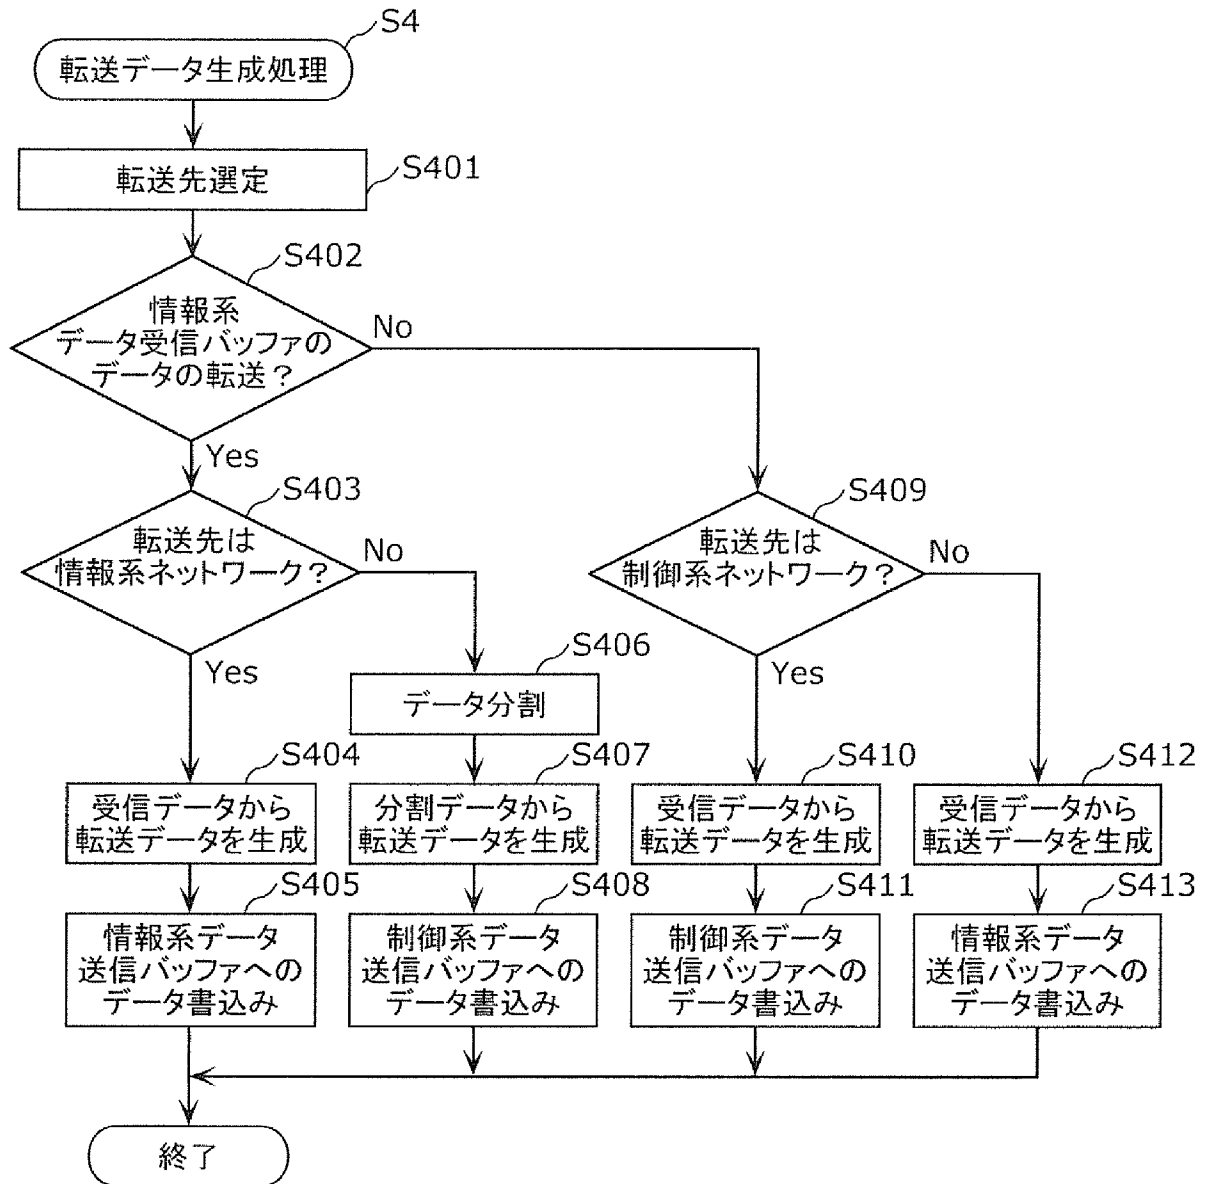 S4
転送データ生成処理
S401
転送先選定
S402
情報系
データ受信バッファの
データの転送？
No
Yes
S403
転送先は
情報系ネットワーク？
No
Yes
S409
転送先は
制御系ネットワーク？
No
Yes
S406
データ分割
S404
受信データから
転送データを生成
S407
分割データから
転送データを生成
S410
受信データから
転送データを生成
S412
受信データから
転送データを生成
S405
情報系データ
送信バッファへの
データ書込み
S408
制御系データ
送信バッファへの
データ書込み
S411
制御系データ
送信バッファへの
データ書込み
S413
情報系データ
送信バッファへの
データ書込み
終了